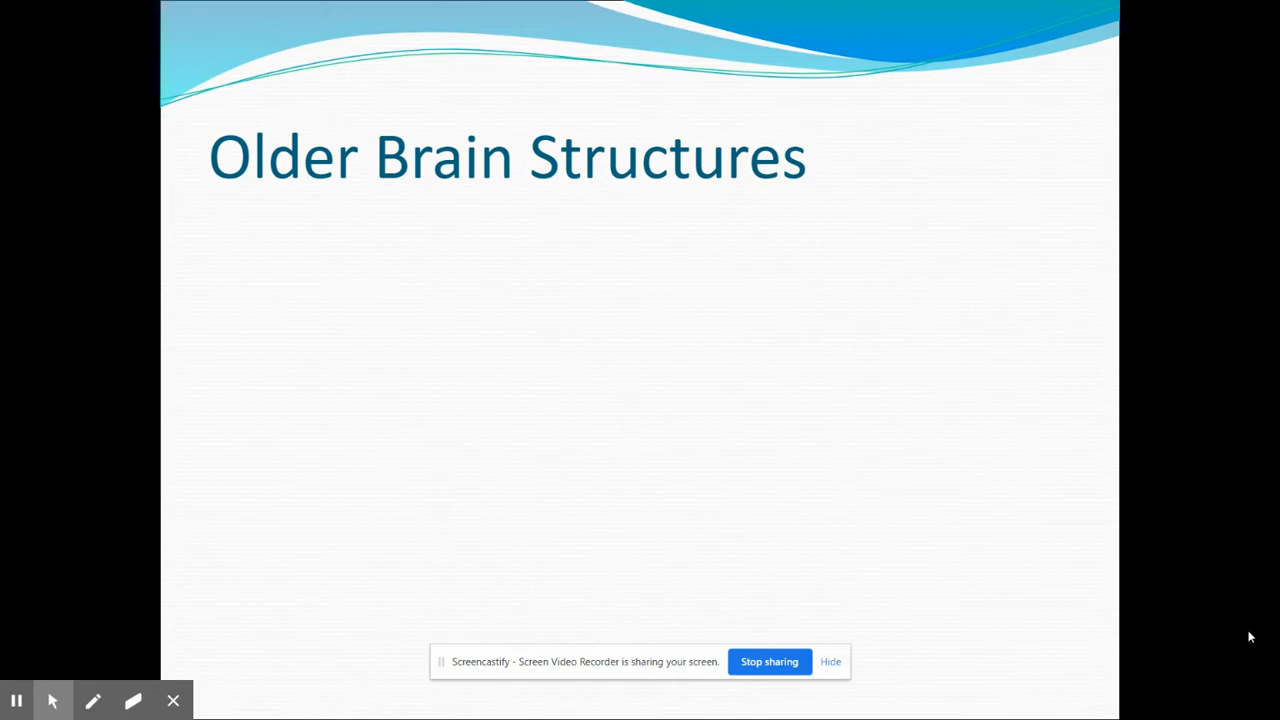 Older Brain Structures
Screencastify - Screen Video Recorder is sharing your screen.
Stop sharing
Hide